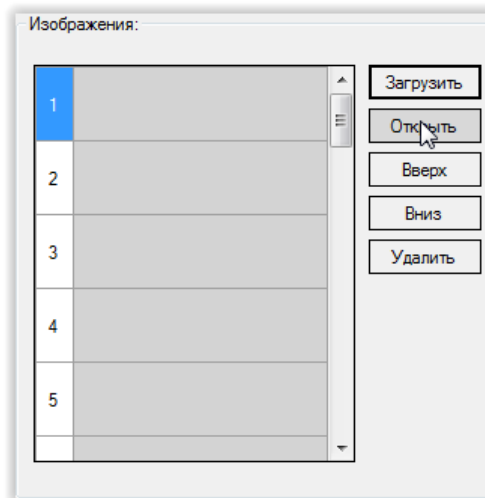 Изображения:
1
2
3
4
5
Загрузить
Открыть
Вверх
Вниз
Удалить